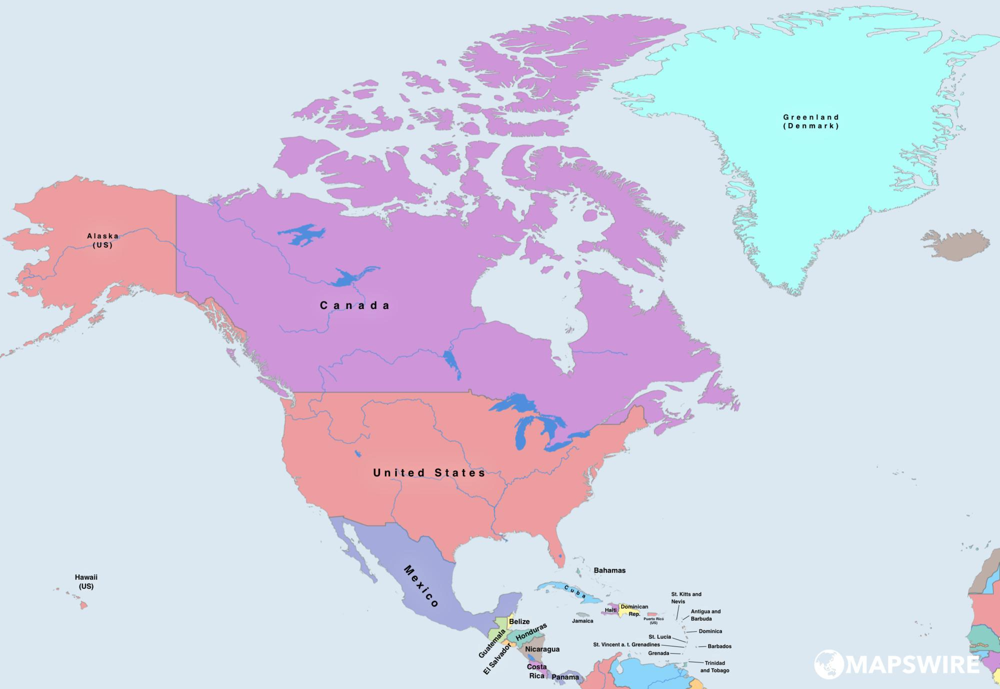 Greenland
(Denmark)
Alaska
(US)
Canada
United States
Mexico
Hawaii
(US)
Bahamas
Cuba
Haiti
Dominican
Rep.
Puerto Rico
(US)
Jamaica
St. Kitts and
Nevis
Antigua and
Barbuda
Dominica
St. Lucia
St. Vincent a. t. Grenadines
Barbados
Grenada
Trinidad
and Tobago
Belize
Guatemala
Honduras
El Salvador
Nicaragua
Costa
Rica
Panama
MAPSWIRE